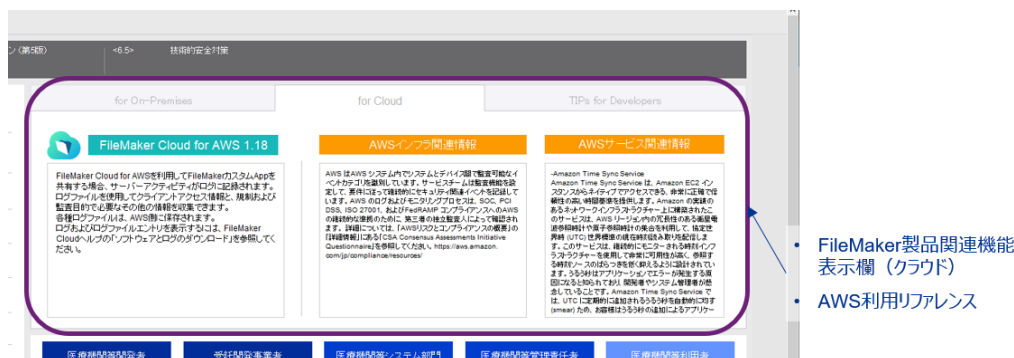 ン (第5版) <6.5> 技術的安全対策
for On-Premises for Cloud TIPs for Developers
FileMaker Cloud for AWS 1.18
FileMaker Cloud for AWSを利用してFileMakerカスタムAppを
共有する場合、サーバーアクティビティがログに記録されます。
ログファイルを使用してクライアントアクセス情報と、規制および
監査目的で必要なその他の情報を収集できます。
各種ログファイルは、AWS側に保存されます。
ログおよびログファイルエントリを表示するには、FileMaker
Cloudヘルプの「ソフトウェアとログのダウンロード」を参照してく
ださい。
AWSインフラ関連情報
AWS はAWS システム内でシステムとデバイス間で監査可能なイ
ベントカテゴリを識別しています。サービスチームは監査機能を設
定して、要件に従って継続的にセキュリティ関連イベントを記録して
います。AWS のログおよびモニタリングプロセスは、SOC、PCI
DSS、ISO 27001、およびFedRAMP コンプライアンスへのAWS
の継続的な準拠のために、第三者の独立監査人によって確認されま
す。詳細については、「AWSリスクとコンプライアンスの概要」の
「詳細情報」にある「CSA Consensus Assessments Initiative
Questionnaire」を参照してください。https://aws.amazon.
com/jp/compliance/resources/
AWSサービス関連情報
-Amazon Time Sync Service
Amazon Time Sync Service は、Amazon EC2 イン
スタンスからネイティブでアクセスできる、非常に正確で信
頼性の高い時間基準を提供します。Amazon の実績の
あるネットワークインフラストラクチャー上に構築されたこ
のサービスは、AWS リージョン内の冗長性のある衛星電
波参照時計や原子参照時計の集合を利用して、協定世
界時 (UTC) 世界標準の現在時刻読み取りを配信しま
す。このサービスは、継続的にモニターされる時刻インフ
ラストラクチャーを使用して非常に可用性が高く、参照す
る時刻ソースのばらつきを低く抑えるように設計されてい
ます。うるう秒はアプリケーションでエラーが発生する原
因になると知られており、開発者やシステム管理者が懸
念していることです。Amazon Time Sync Service で
は、UTC に定期的に追加されるうるう秒を自動的に均す
(smear) ため、お客様はうるう秒の追加によるアプリケー
• FileMaker製品関連機能
表示欄（クラウド）
• AWS利用リファレンス
医療機関等開発者 受託開発事業者 医療機関等システム部門 医療機関等管理責任者 医療機関等利用者